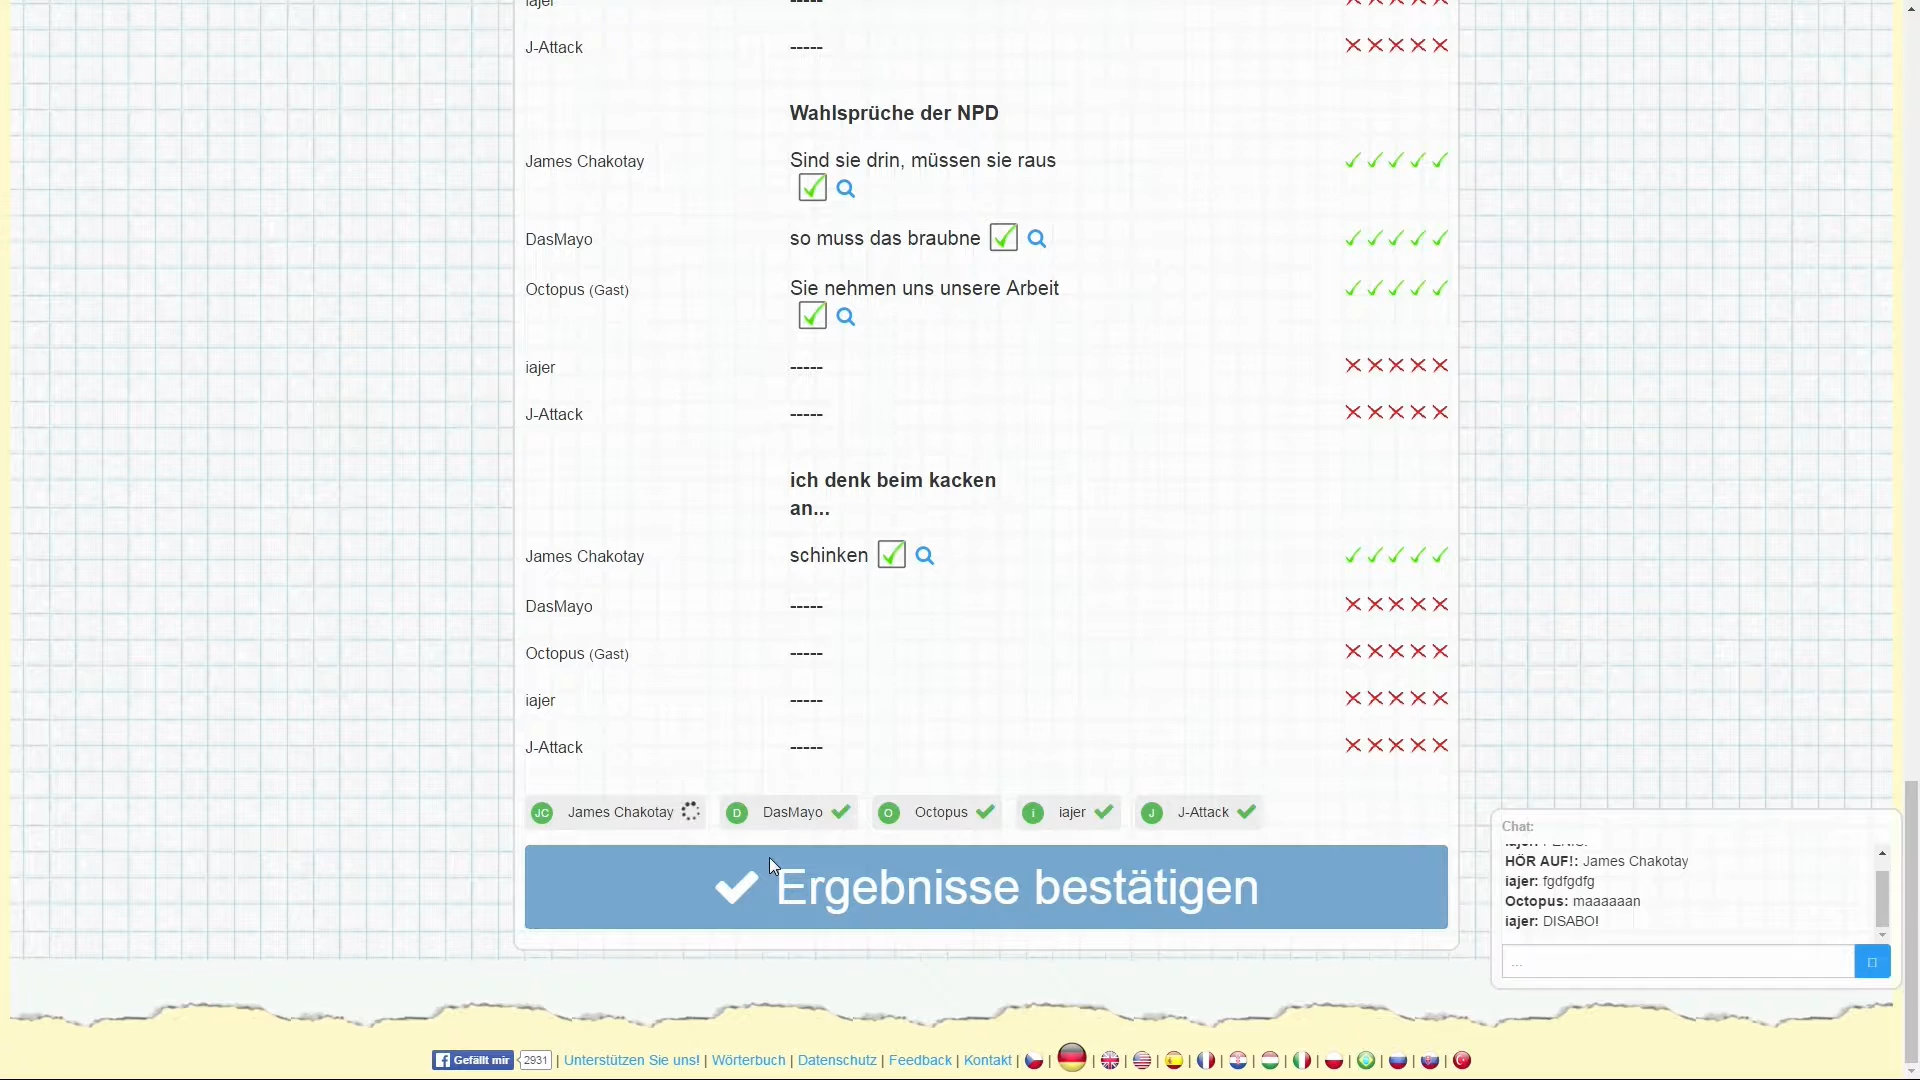 iajer -----
J-Attack -----
Wahlsprüche der NPD
James Chakotay Sind sie drin, müssen sie raus
DasMayo so muss das braubne
Octopus (Gast) Sie nehmen uns unsere Arbeit
iajer -----
J-Attack -----
ich denk beim kacken
an...
James Chakotay schinken
DasMayo -----
Octopus (Gast) -----
iajer -----
J-Attack -----
JC James Chakotay D DasMayo O Octopus i iajer J J-Attack
Ergebnisse bestätigen
Chat:
iajer: PENIS!
HÖR AUF!: James Chakotay
iajer: fgdfgdfg
Octopus: maaaaaan
iajer: DISABO!
...
Gefällt mir 2931 | Unterstützen Sie uns! | Wörterbuch | Datenschutz | Feedback | Kontakt |